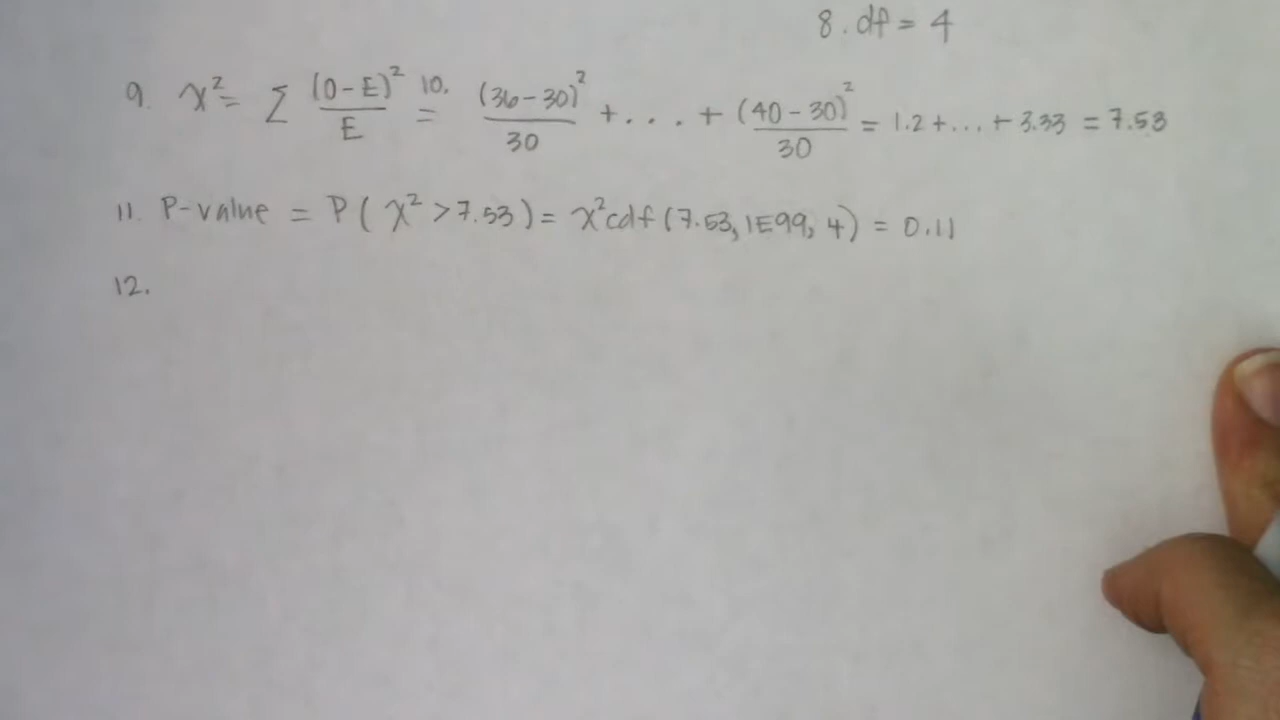 8. df = 4
9. χ² = Σ (O-E)²/E 10. = (36-30)²/30 + ... + (40-30)²/30 = 1.2 + ... + 3.33 = 7.53
11. P-value = P(χ² > 7.53) = χ²cdf(7.53, 1E99, 4) = 0.11
12.